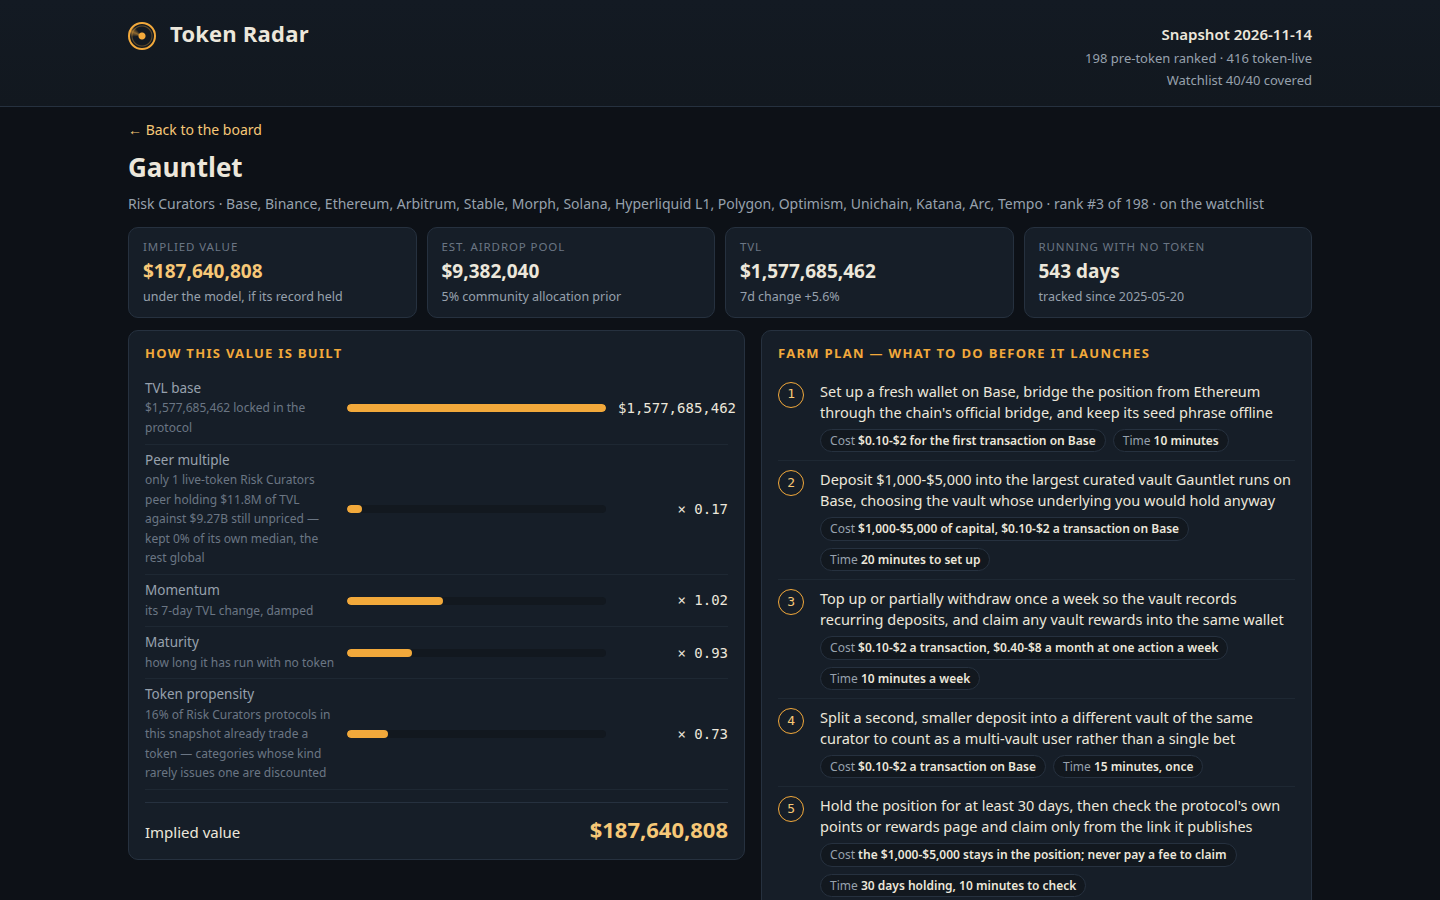 Token Radar
Snapshot 2026-11-14
198 pre-token ranked · 416 token-live
Watchlist 40/40 covered
← Back to the board
Gauntlet
Risk Curators · Base, Binance, Ethereum, Arbitrum, Stable, Morph, Solana, Hyperliquid L1, Polygon, Optimism, Unichain, Katana, Arc, Tempo · rank #3 of 198 · on the watchlist
IMPLIED VALUE
$187,640,808
under the model, if its record held
EST. AIRDROP POOL
$9,382,040
5% community allocation prior
TVL
$1,577,685,462
7d change +5.6%
RUNNING WITH NO TOKEN
543 days
tracked since 2025-05-20
HOW THIS VALUE IS BUILT
TVL base
$1,577,685,462 locked in the
protocol
$1,577,685,462
Peer multiple
only 1 live-token Risk Curators
peer holding $11.8M of TVL
against $9.27B still unpriced —
kept 0% of its own median, the
rest global
× 0.17
Momentum
its 7-day TVL change, damped
× 1.02
Maturity
how long it has run with no token
× 0.93
Token propensity
16% of Risk Curators protocols in
this snapshot already trade a
token — categories whose kind
rarely issues one are discounted
× 0.73
Implied value
$187,640,808
FARM PLAN — WHAT TO DO BEFORE IT LAUNCHES
1
Set up a fresh wallet on Base, bridge the position from Ethereum
through the chain's official bridge, and keep its seed phrase offline
Cost $0.10-$2 for the first transaction on Base
Time 10 minutes
2
Deposit $1,000-$5,000 into the largest curated vault Gauntlet runs on
Base, choosing the vault whose underlying you would hold anyway
Cost $1,000-$5,000 of capital, $0.10-$2 a transaction on Base
Time 20 minutes to set up
3
Top up or partially withdraw once a week so the vault records
recurring deposits, and claim any vault rewards into the same wallet
Cost $0.10-$2 a transaction, $0.40-$8 a month at one action a week
Time 10 minutes a week
4
Split a second, smaller deposit into a different vault of the same
curator to count as a multi-vault user rather than a single bet
Cost $0.10-$2 a transaction on Base
Time 15 minutes, once
5
Hold the position for at least 30 days, then check the protocol's own
points or rewards page and claim only from the link it publishes
Cost the $1,000-$5,000 stays in the position; never pay a fee to claim
Time 30 days holding, 10 minutes to check